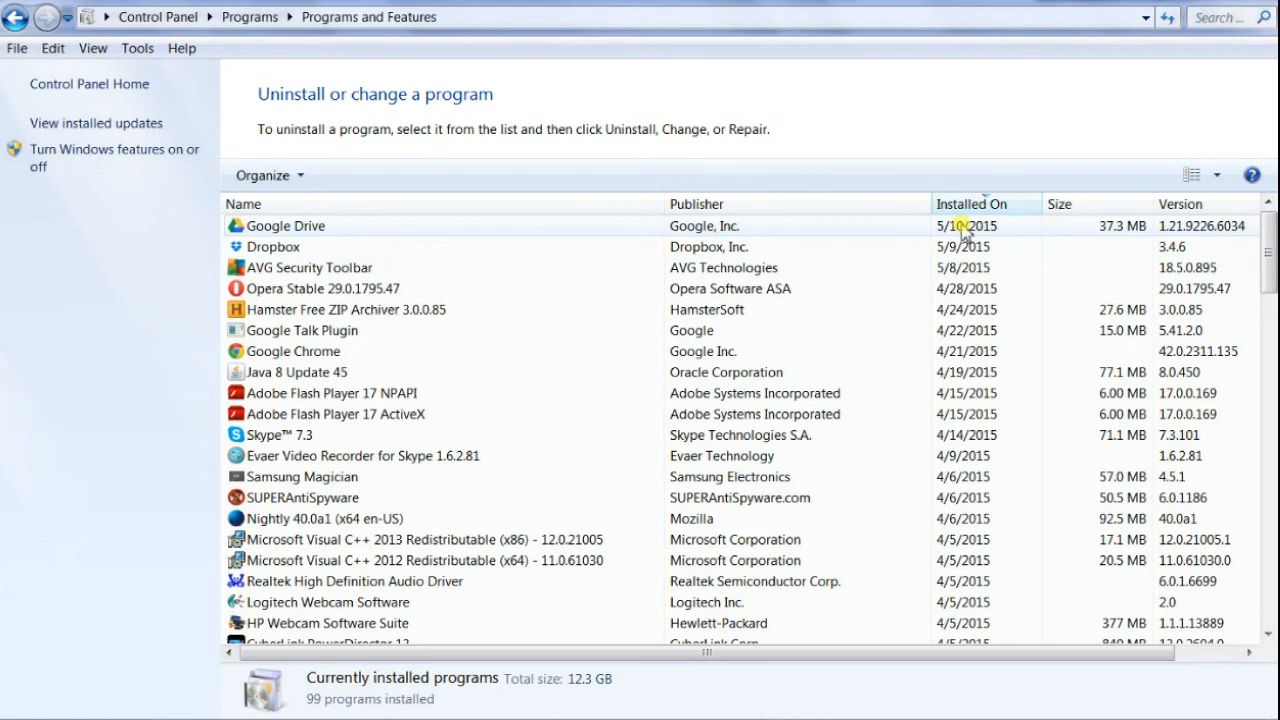 Control Panel Programs Programs and Features Search ...
File Edit View Tools Help
Control Panel Home
View installed updates
Turn Windows features on or
off
Uninstall or change a program
To uninstall a program, select it from the list and then click Uninstall, Change, or Repair.
Organize
Name Publisher Installed On Size Version
Google Drive Google, Inc. 5/10/2015 37.3 MB 1.21.9226.6034
Dropbox Dropbox, Inc. 5/9/2015 3.4.6
AVG Security Toolbar AVG Technologies 5/8/2015 18.5.0.895
Opera Stable 29.0.1795.47 Opera Software ASA 4/28/2015 29.0.1795.47
Hamster Free ZIP Archiver 3.0.0.85 HamsterSoft 4/24/2015 27.6 MB 3.0.0.85
Google Talk Plugin Google 4/22/2015 15.0 MB 5.41.2.0
Google Chrome Google Inc. 4/21/2015 42.0.2311.135
Java 8 Update 45 Oracle Corporation 4/19/2015 77.1 MB 8.0.450
Adobe Flash Player 17 NPAPI Adobe Systems Incorporated 4/15/2015 6.00 MB 17.0.0.169
Adobe Flash Player 17 ActiveX Adobe Systems Incorporated 4/15/2015 6.00 MB 17.0.0.169
Skype™ 7.3 Skype Technologies S.A. 4/14/2015 71.1 MB 7.3.101
Evaer Video Recorder for Skype 1.6.2.81 Evaer Technology 4/9/2015 1.6.2.81
Samsung Magician Samsung Electronics 4/6/2015 57.0 MB 4.5.1
SUPERAntiSpyware SUPERAntiSpyware.com 4/6/2015 50.5 MB 6.0.1186
Nightly 40.0a1 (x64 en-US) Mozilla 4/6/2015 92.5 MB 40.0a1
Microsoft Visual C++ 2013 Redistributable (x86) - 12.0.21005 Microsoft Corporation 4/5/2015 17.1 MB 12.0.21005.1
Microsoft Visual C++ 2012 Redistributable (x64) - 11.0.61030 Microsoft Corporation 4/5/2015 20.5 MB 11.0.61030.0
Realtek High Definition Audio Driver Realtek Semiconductor Corp. 4/5/2015 6.0.1.6699
Logitech Webcam Software Logitech Inc. 4/5/2015 2.0
HP Webcam Software Suite Hewlett-Packard 4/5/2015 377 MB 1.1.1.13889
CyberLink PowerDirector 12 CyberLink Corp. 4/5/2015 840 MB
Currently installed programs Total size: 12.3 GB
99 programs installed